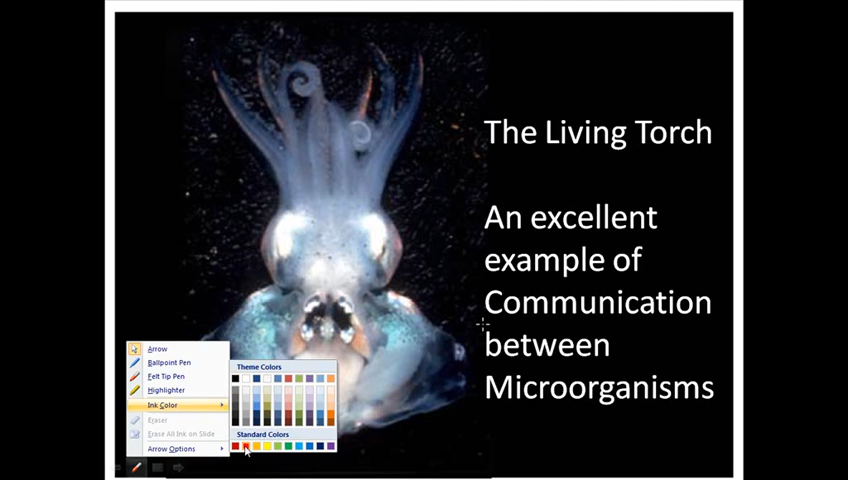 The Living Torch
An excellent
example of
Communication
between
Microorganisms
Arrow
Ballpoint Pen
Felt Tip Pen
Highlighter
Ink Color
Eraser
Erase All Ink on Slide
Arrow Options
Theme Colors
Standard Colors